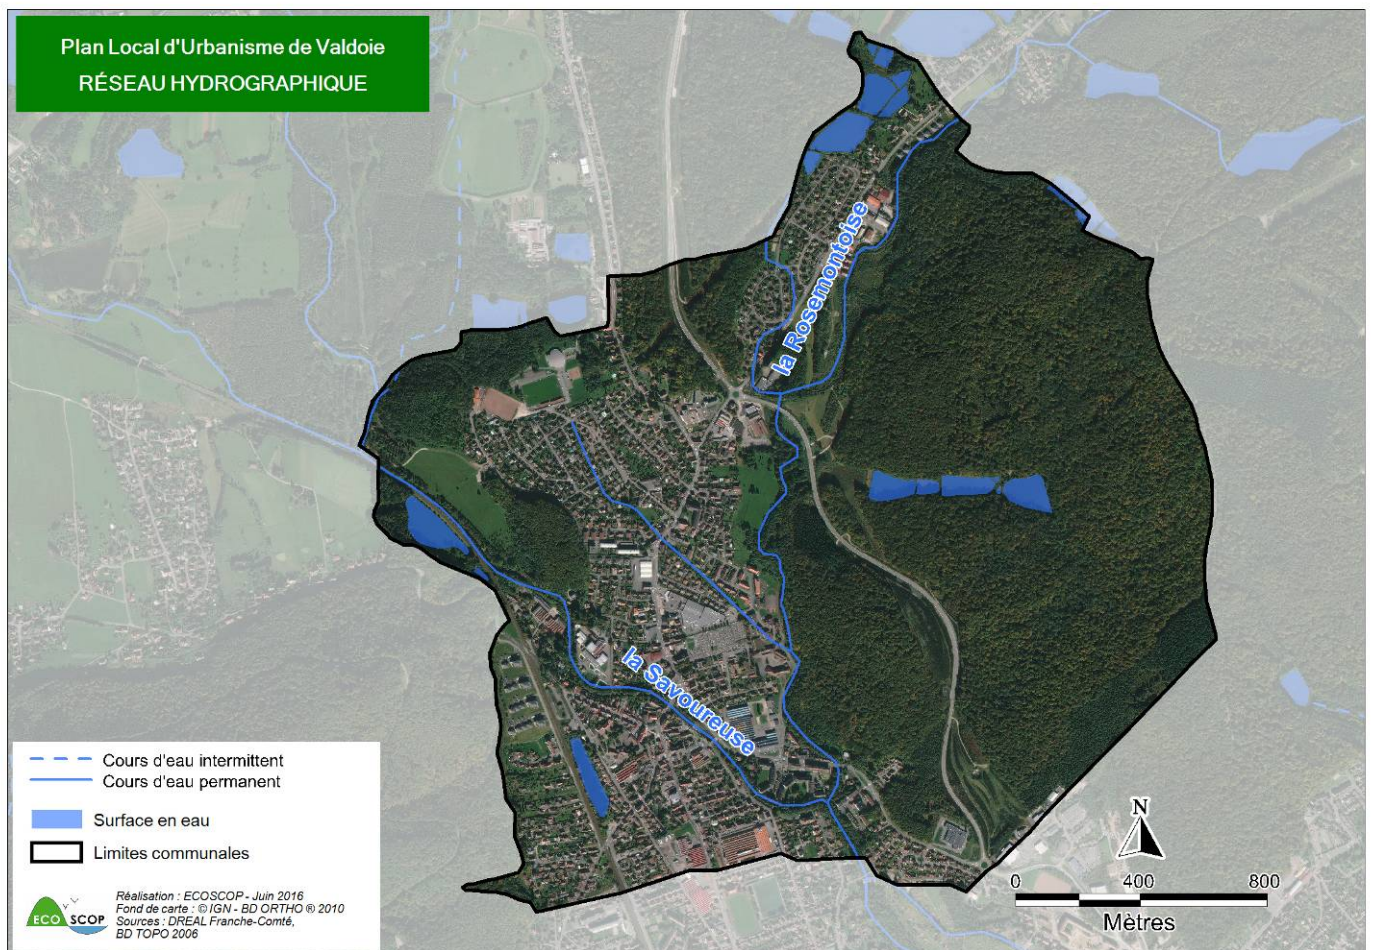 Plan Local d'Urbanisme de Valdoie
RÉSEAU HYDROGRAPHIQUE
la Rosemontoise
la Savoureuse
Cours d'eau intermittent
Cours d'eau permanent
Surface en eau
Limites communales
ECO SCOP
Réalisation : ECOSCOP - Juin 2016
Fond de carte : © IGN - BD ORTHO ® 2010
Sources : DREAL Franche-Comté,
BD TOPO 2006
N
0 400 800
Mètres